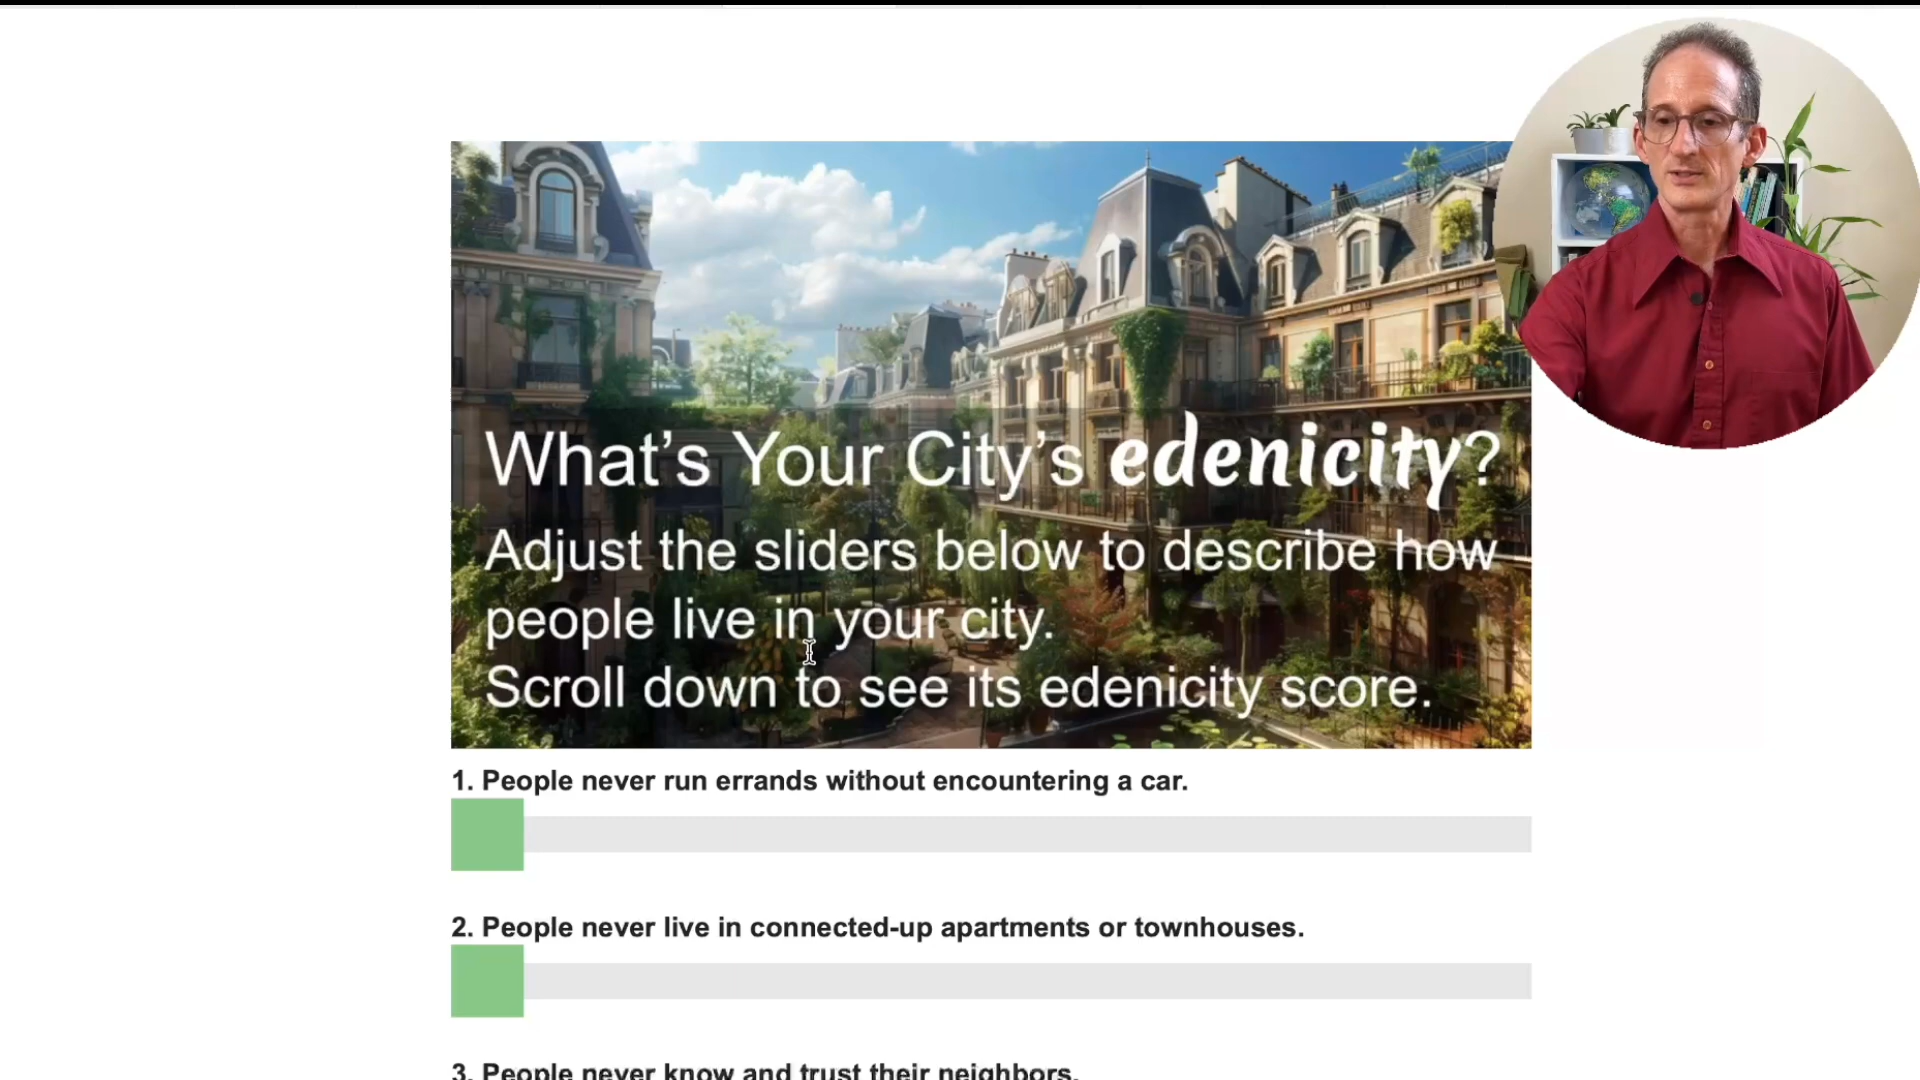 What's Your City's edenicity?
Adjust the sliders below to describe how
people live in your city.
Scroll down to see its edenicity score.
1. People never run errands without encountering a car.
2. People never live in connected-up apartments or townhouses.
3. People never know and trust their neighbors.